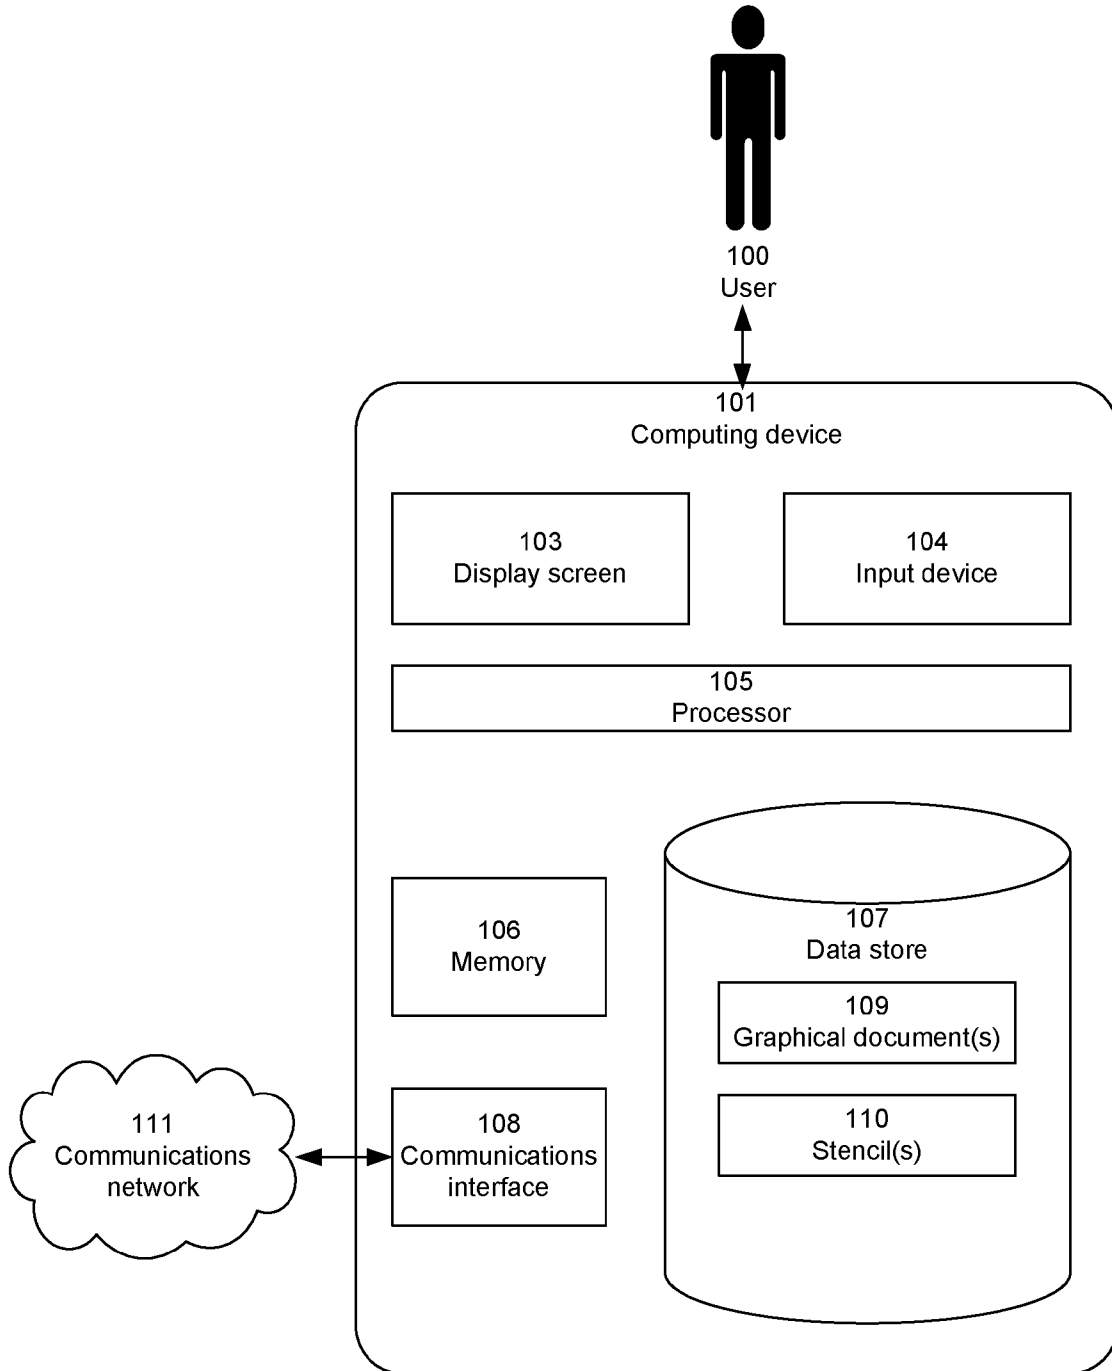 100
User
101
Computing device
103
Display screen
104
Input device
105
Processor
106
Memory
107
Data store
109
Graphical document(s)
110
Stencil(s)
111
Communications
network
108
Communications
interface